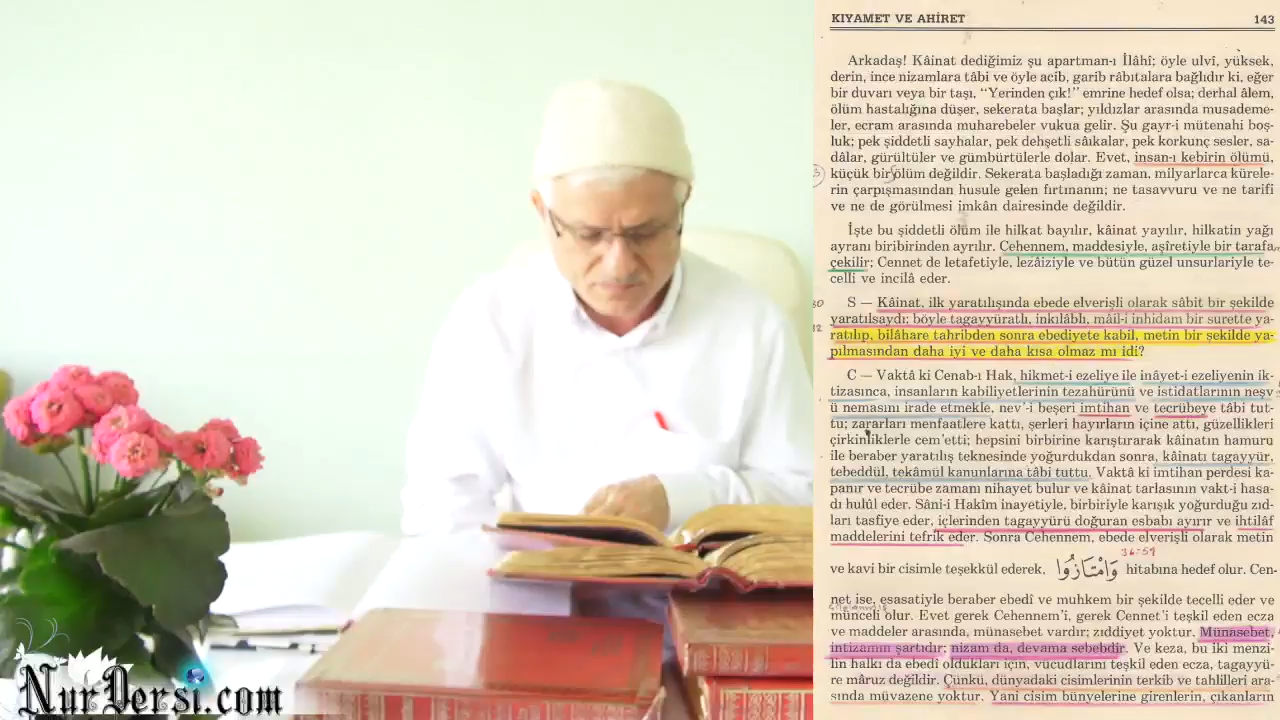 KIYAMET VE AHİRET 143
Arkadaş! Kâinat dediğimiz şu apartman-ı İlâhî; öyle ulvî, yüksek,
derin, ince nizamlara tâbi ve öyle acib, garib râbıtalara bağlıdır ki, eğer
bir duvarı veya bir taşı, “Yerinden çık!” emrine hedef olsa; derhal âlem,
ölüm hastalığına düşer, sekerata başlar; yıldızlar arasında musademe-
ler, ecram arasında muharebeler vukua gelir. Şu gayr-i mütenahi boş-
luk; pek şiddetli sayhalar, pek dehşetli sâikalar, pek korkunç sesler, sa-
dâlar, gürültüler ve gümbürtülerle dolar. Evet, insan-ı kebirin ölümü,
küçük bir ölüm değildir. Sekerata başladığı zaman, milyarlarca kürele-
rin çarpışmasından husule gelen fırtınanın; ne tasavvuru ve ne tarifi
ve ne de görülmesi imkân dairesinde değildir.
İşte bu şiddetli ölüm ile hilkat bayılır, kâinat yayılır, hilkatin yağı
ayranı biribirinden ayrılır. Cehennem, maddesiyle, aşîretiyle bir tarafa
çekilir; Cennet de letafetiyle, lezâiziyle ve bütün güzel unsurlariyle te-
celli ve incilâ eder.
S — Kâinat, ilk yaratılışında ebede elverişli olarak sâbit bir şekilde
yaratılsaydı; böyle tagayyüratlı, inkılâblı, mâil-i inhidam bir surette ya-
ratılıp, bilâhare tahribden sonra ebediyete kabil, metin bir şekilde ya-
pılmasından daha iyi ve daha kısa olmaz mı idi?
C — Vaktâ ki Cenab-ı Hak, hikmet-i ezeliye ile inâyet-i ezeliyenin ik-
tizasınca, insanların kabiliyetlerinin tezahürünü ve istidatlarının neşv
ü nemasını irade etmekle, nev'-i beşeri imtihan ve tecrübeye tâbi tut-
tu; zararları menfaatlere kattı, şerleri hayırların içine attı, güzellikleri
çirkinliklerle cem'etti; hepsini birbirine karıştırarak kâinatın hamuru
ile beraber yaratılış teknesinde yoğurduktan sonra, kâinatı tagayyür,
tebeddül, tekâmül kanunlarına tâbi tuttu. Vaktâ ki imtihan perdesi ka-
panır ve tecrübe zamanı nihayet bulur ve kâinat tarlasının vakt-i hasa-
dı hulûl eder. Sâni-i Hakîm inayetiyle, birbiriyle karışık yoğurduğu zıd-
ları tasfiye eder, içlerinden tagayyürü doğuran esbabı ayırır ve ihtilâf
maddelerini tefrik eder. Sonra Cehennem, ebede elverişli olarak metin
36:59
ve kavi bir cisimle teşekkül ederek, وَامْتَازُوا hitabına hedef olur. Cen-
net ise, esasatiyle beraber ebedî ve muhkem bir şekilde tecelli eder ve
münceli olur. Evet gerek Cehennem'i, gerek Cennet'i teşkil eden ecza
ve maddeler arasında, münasebet vardır; zıddiyet yoktur. Münasebet,
intizamın şartıdır; nizam da, devama sebebdir. Ve keza, bu iki menzi-
lin halkı da ebedî oldukları için, vücudlarını teşkil eden ecza, tagayyü-
re mâruz değildir. Çünkü, dünyadaki cisimlerinin terkib ve tahlilleri ara-
sında müvazene yoktur. Yani cisim bünyelerine girenlerin, çıkanların
NurDersi.com